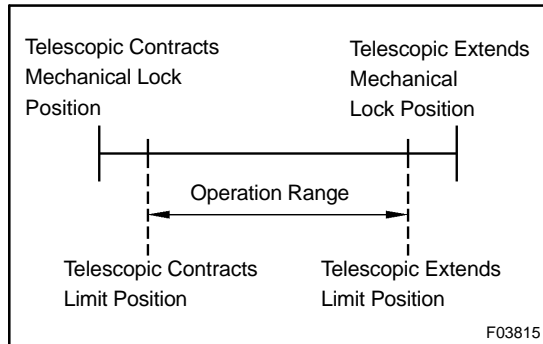 Telescopic Contracts
Mechanical Lock
Position
Telescopic Extends
Mechanical
Lock Position
Operation Range
Telescopic Contracts
Limit Position
Telescopic Extends
Limit Position
F03815